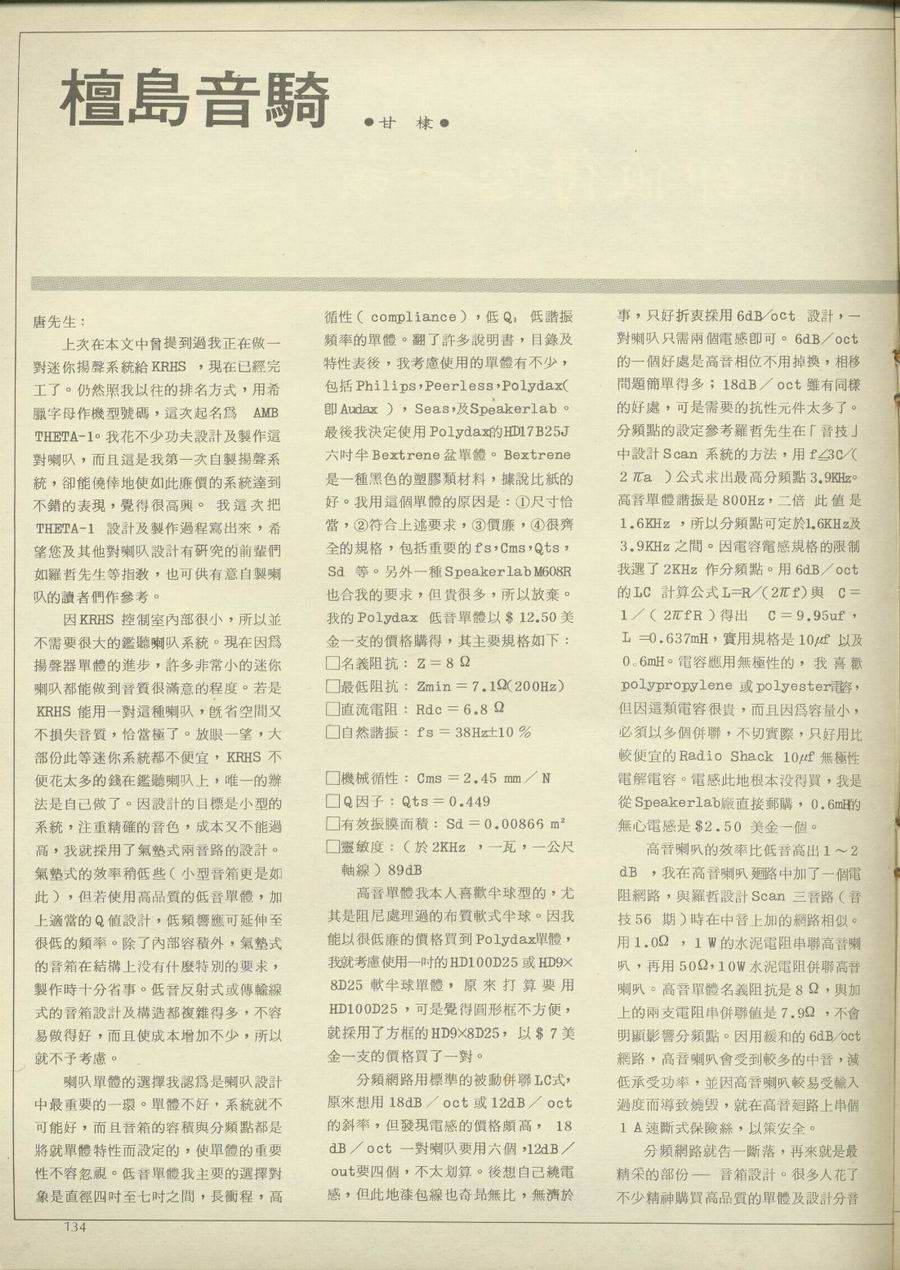 檀島音騎
●甘 棣●
唐先生：
上次在本文中曾提到過我正在做一
對迷你揚聲系統給KRHS，現在已經完
工了。仍然照我以往的排名方式，用希
臘字母作機型號碼，這次起名爲 AMB
THETA-1。我花不少功夫設計及製作這
對喇叭，而且這是我第一次自製揚聲系
統，卻能僥倖地使如此廉價的系統達到
不錯的表現，覺得很高興。 我這次把
THETA-1 設計及製作過程寫出來，希
望您及其他對喇叭設計有研究的前輩們
如羅哲先生等指教，也可供有意自製喇
叭的讀者們作參考。
因KRHS 控制室內部很小，所以並
不需要很大的鑑聽喇叭系統。現在因爲
揚聲器單體的進步，許多非常小的迷你
喇叭都能做到音質很滿意的程度。若是
KRHS 能用一對這種喇叭，旣省空間又
不損失音質，恰當極了。放眼一望，大
部份此等迷你系統都不便宜，KRHS 不
便花太多的錢在鑑聽喇叭上，唯一的辦
法是自己做了。因設計的目標是小型的
系統，注重精確的音色，成本又不能過
高，我就採用了氣墊式兩音路的設計。
氣墊式的效率稍低些（小型音箱更是如
此），但若使用高品質的低音單體，加
上適當的Q值設計，低頻響應可延伸至
很低的頻率。除了內部容積外，氣墊式
的音箱在結構上没有什麼特別的要求，
製作時十分省事。低音反射式或傳輸線
式的音箱設計及構造都複雜得多，不容
易做得好，而且使成本增加不少，所以
就不予考慮。
喇叭單體的選擇我認爲是喇叭設計
中最重要的一環。單體不好，系統就不
可能好，而且音箱的容積與分頻點都是
將就單體特性而設定的，使單體的重要
性不容忽視。低音單體我主要的選擇對
象是直徑四吋至七吋之間，長衝程，高
循性（compliance），低Q，低諧振
頻率的單體。翻了許多說明書，目錄及
特性表後，我考慮使用的單體有不少，
包括Philips，Peerless，Polydax（
卽Audax ），Seas，及Speakerlab。
最後我決定使用Polydax的HD17B25J
六吋半Bextrene盆單體。Bextrene
是一種黑色的塑膠類材料，據說比紙的
好。我用這個單體的原因是：①尺寸恰
當，②符合上述要求，③價廉，④很齊
全的規格，包括重要的fs，Cms，Qts，
Sd 等。另外一種Speakerlab M608R
也合我的要求，但貴很多，所以放棄。
我的Polydax 低音單體以＄12.50美
金一支的價格購得，其主要規格如下：
□名義阻抗：Z＝8Ω
□最低阻抗：Zmin＝7.1Ω(200Hz)
□直流電阻：Rdc＝6.8Ω
□自然諧振：fs＝38Hz±10％
□機械循性：Cms＝2.45 mm／N
□Q因子：Qts＝0.449
□有效振膜面積：Sd＝0.00866 m²
□靈敏度：（於2KHz ，一瓦，一公尺
軸線）89dB
高音單體我本人喜歡半球型的，尤
其是阻尼處理過的布質軟式半球。因我
能以很低廉的價格買到Polydax單體，
我就考慮使用一吋的HD100D25或HD9×
8D25 軟半球單體，原來打算要用
HD100D25，可是覺得圓形框不方便，
就採用了方框的HD9×8D25，以＄7美
金一支的價格買了一對。
分頻網路用標準的被動併聯LC式，
原來想用18dB／oct 或12dB／oct
的斜率，但發現電感的價格頗高，18
dB／oct 一對喇叭要用六個，12dB／
out要四個，不太划算。後想自己繞電
感，但此地漆包線也奇昂無比，無濟於
事，只好折衷採用6dB／oct 設計，一
對喇叭只需兩個電感卽可。6dB／oct
的一個好處是高音相位不用掉換，相移
問題簡單得多；18dB／oct雖有同樣
的好處，可是需要的抗性元件太多了。
分頻點的設定參考羅哲先生在「音技」
中設計Scan 系統的方法，用f∠3C／（
2πa ）公式求出最高分頻點3.9KHz。
高音單體諧振是800Hz，二倍 此值是
1.6KHz ，所以分頻點可定於1.6KHz及
3.9KHz之間。因電容電感規格的限制
我選了2KHz 作分頻點。用6dB／oct
的LC 計算公式L=R／(2πf)與 C＝
1／(2πfR)得出 C＝9.95uf，
L ＝0.637mH，實用規格是10μf 以及
0.6mH。電容應用無極性的，我喜歡
polypropylene 或polyester電容，
但因這類電容很貴，而且因爲容量小，
必須以多個併聯，不切實際，只好用比
較便宜的Radio Shack 10μf 無極性
電解電容。電感此地根本没得買，我是
從Speakerlab廠直接郵購，0.6mH的
無心電感是$2.50 美金一個。
高音喇叭的效率比低音高出1～2
dB ，我在高音喇叭廻路中加了一個電
阻網路，與羅哲設計Scan 三音路（音
技56 期）時在中音上加的網路相似。
用1.0Ω ，1W的水泥電阻串聯高音喇
叭，再用50Ω，10W水泥電阻併聯高音
喇叭。高音單體名義阻抗是8Ω，與加
上的兩支電阻串併聯值是7.9Ω，不會
明顯影響分頻點。因用緩和的6dB／oct
網路，高音喇叭會受到較多的中音，減
低承受功率，並因高音喇叭較易受輸入
過度而導致燒毁，就在高音廻路上串個
1A速斷式保險絲，以策安全。
分頻網路就告一斷落，再來就是最
精采的部份── 音箱設計。很多人花了
不少精神購買高品質的單體及設計分音
134